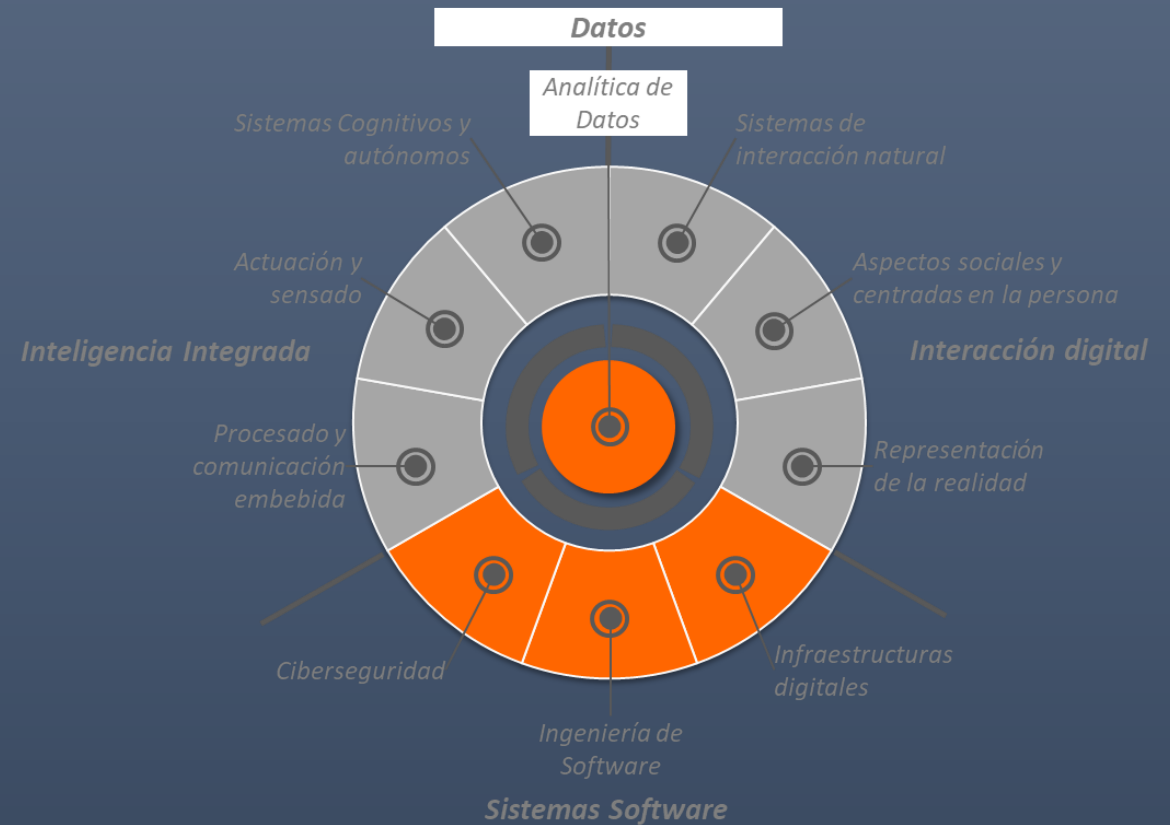 Datos
Analítica de
Datos
Sistemas Cognitivos y
autónomos
Sistemas de
interacción natural
Actuación y
sensado
Aspectos sociales y
centradas en la persona
Inteligencia Integrada
Interacción digital
Procesado y
comunicación
embebida
Representación
de la realidad
Ciberseguridad
Infraestructuras
digitales
Ingeniería de
Software
Sistemas Software